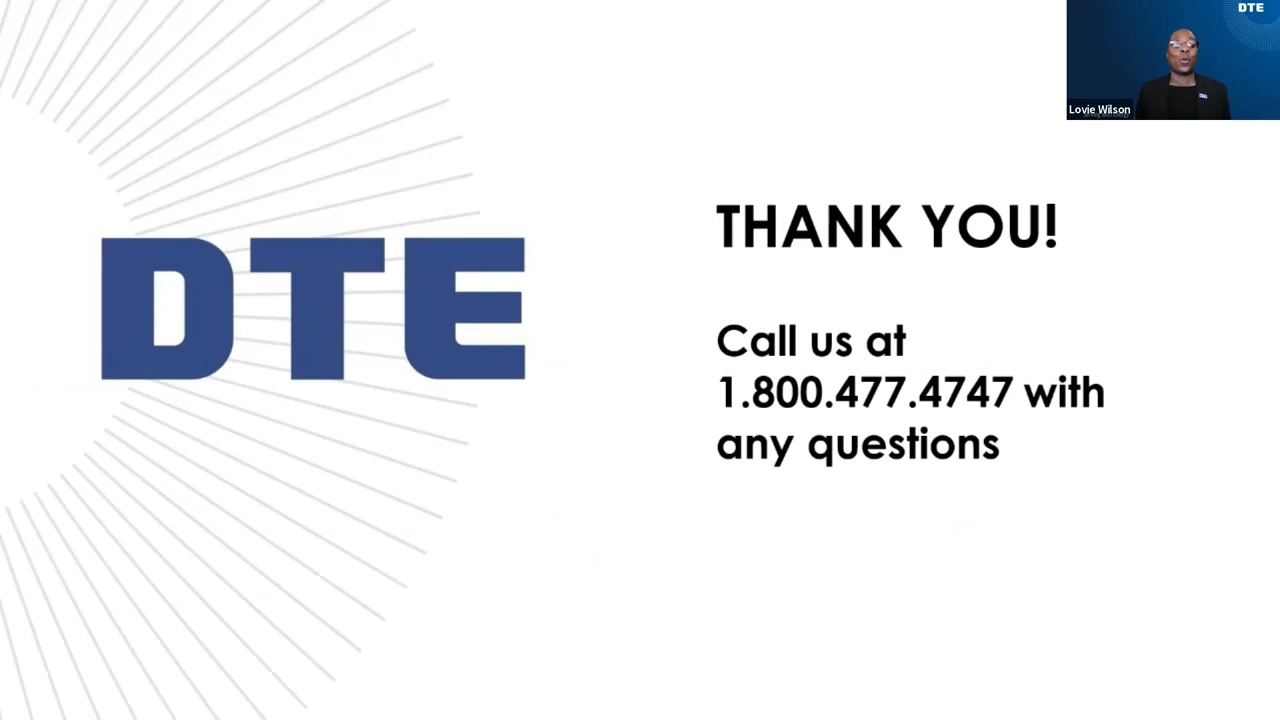 DTE
Lovie Wilson
DTE
THANK YOU!
Call us at
1.800.477.4747 with
any questions